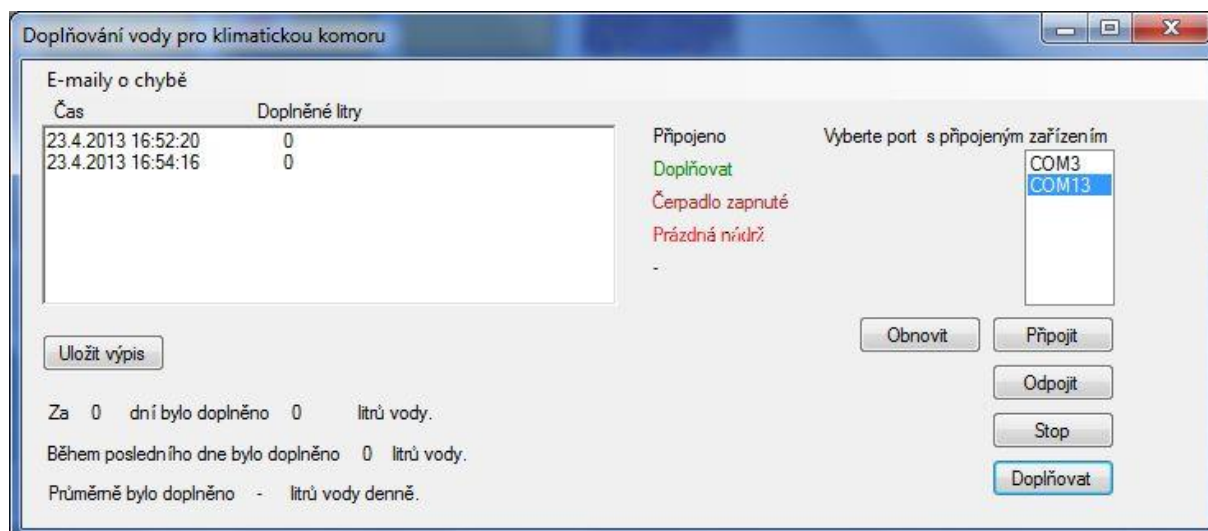 Doplňování vody pro klimatickou komoru
E-maily o chybě
Čas Doplněné litry
23.4.2013 16:52:20 0
23.4.2013 16:54:16 0
Připojeno
Doplňovat
Čerpadlo zapnuté
Prázdná nádrž
-
Vyberte port s připojeným zařízením
COM3
COM13
Obnovit Připojit
Odpojit
Stop
Doplňovat
Uložit výpis
Za 0 dní bylo doplněno 0 litrů vody.
Během posledního dne bylo doplněno 0 litrů vody.
Průměrně bylo doplněno - litrů vody denně.